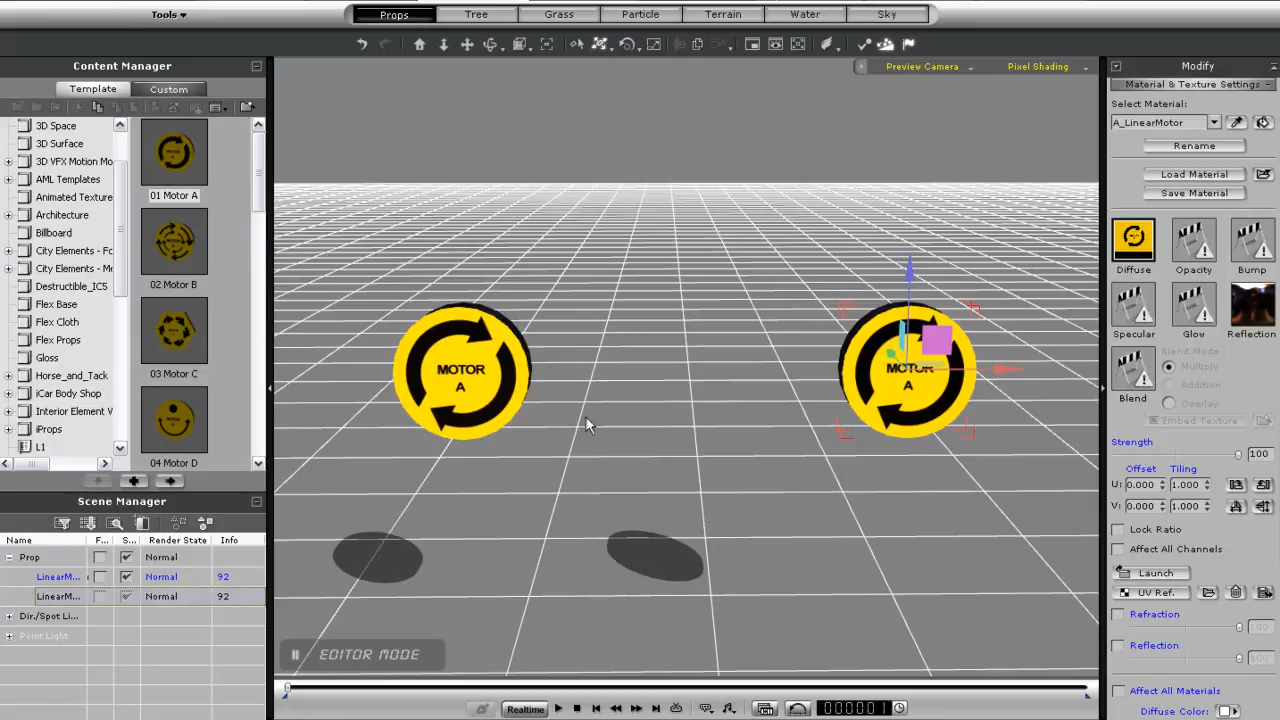 Tools
Props
Tree
Grass
Particle
Terrain
Water
Sky
Content Manager
Template
Custom
3D Space
3D Surface
3D VFX Motion Mo
AML Templates
Animated Texture
Architecture
Billboard
City Elements - Fo
City Elements - Me
Destructible_IC5
Flex Base
Flex Cloth
Flex Props
Gloss
Horse_and_Tack
iCar Body Shop
Interior Element V
iProps
L1
01 Motor A
02 Motor B
03 Motor C
04 Motor D
Scene Manager
Name
F...
S...
Render State
Info
Prop
Normal
LinearM...
Normal
92
LinearM...
Normal
92
Dir./Spot Li...
Point Light
Preview Camera
Pixel Shading
MOTOR
A
MOTOR
A
EDITOR MODE
Realtime
000001
Modify
Material & Texture Settings
Select Material:
A_LinearMotor
Rename
Load Material
Save Material
Diffuse
Opacity
Bump
Specular
Glow
Reflection
Blend
Blend Mode
Multiply
Addition
Overlay
Embed Texture
Strength
100
Offset
Tiling
U: 0.000
1.000
V: 0.000
1.000
Lock Ratio
Affect All Channels
Launch
UV Ref.
Refraction
100
Reflection
100
Affect All Materials
Diffuse Color: